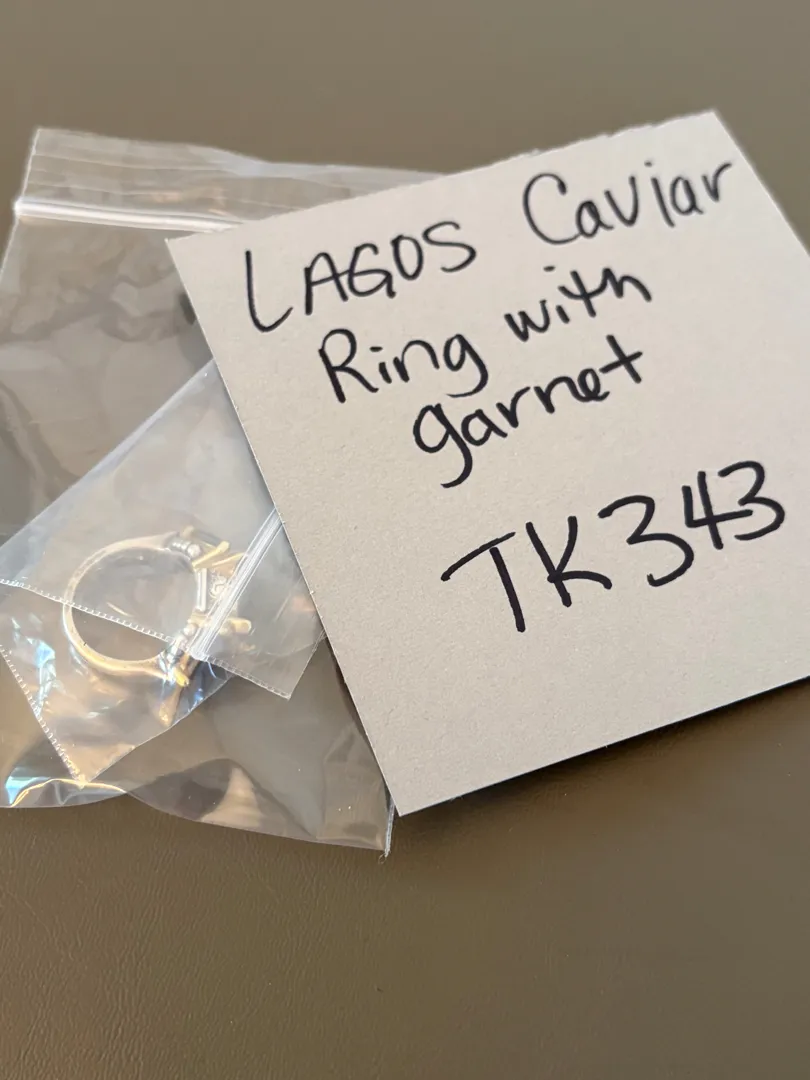 LAGOS Caviar
Ring with
garnet
TK343